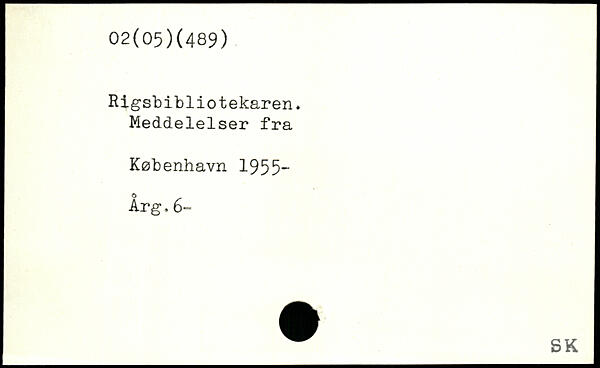 02(05)(489)
Rigsbibliotekaren.
Meddelelser fra
København 1955-
Årg.6-
SK